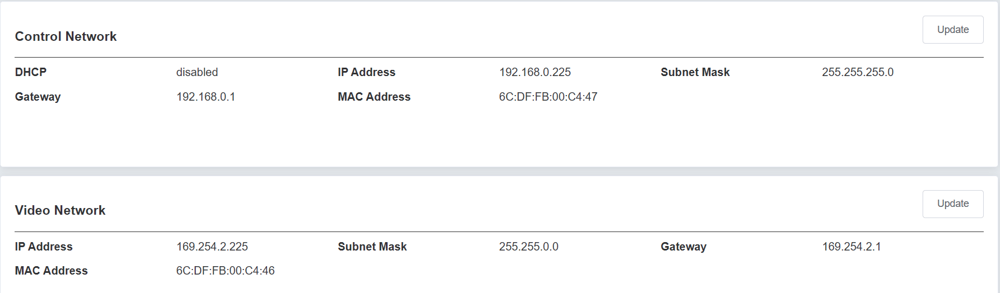 Control Network
Update
DHCP disabled IP Address 192.168.0.225 Subnet Mask 255.255.255.0
Gateway 192.168.0.1 MAC Address 6C:DF:FB:00:C4:47
Video Network
Update
IP Address 169.254.2.225 Subnet Mask 255.255.0.0 Gateway 169.254.2.1
MAC Address 6C:DF:FB:00:C4:46